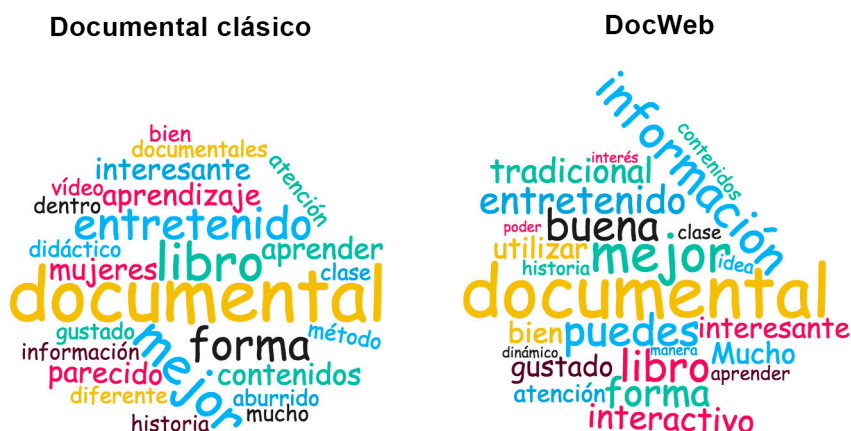 Documental clásico
bien
documentales
interesante
atención
vídeo
aprendizaje
dentro
entretenido
didáctico
libro
aprender
mujeres
clase
documental
gustado
mejor
forma
método
información
parecido
contenidos
diferente
aburrido
mucho
historia
DocWeb
información
contenidos
interés
tradicional
entretenido
poder
buena
clase
utilizar
mejor
idea
historia
documental
bien
puedes
interesante
dinámico
manera
Mucho
gustado
libro
aprender
atención
forma
interactivo